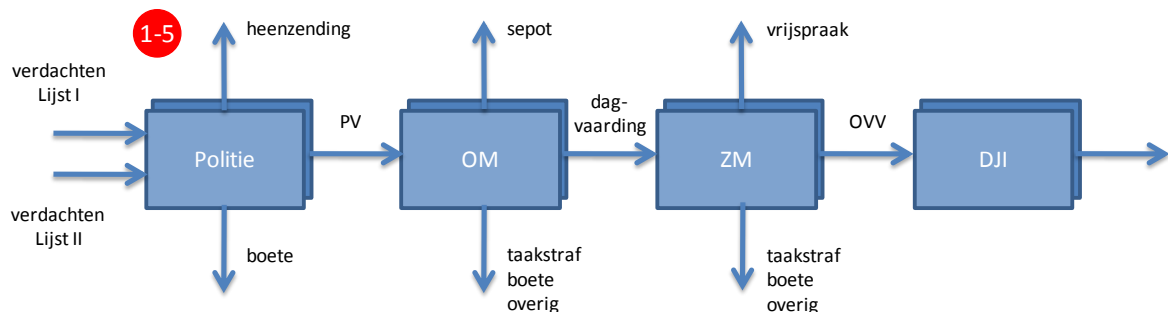 1-5
heenzending
sepot
vrijspraak
verdachten
Lijst I
PV
dag-
vaarding
OVV
Politie
OM
ZM
DJI
verdachten
Lijst II
boete
taakstraf
boete
overig
taakstraf
boete
overig